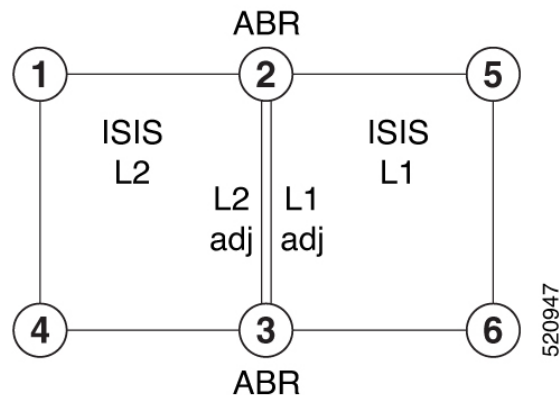 ABR
1 2 5
ISIS ISIS
L2 L1
L2 L1
adj adj
4 3 6
ABR
520947